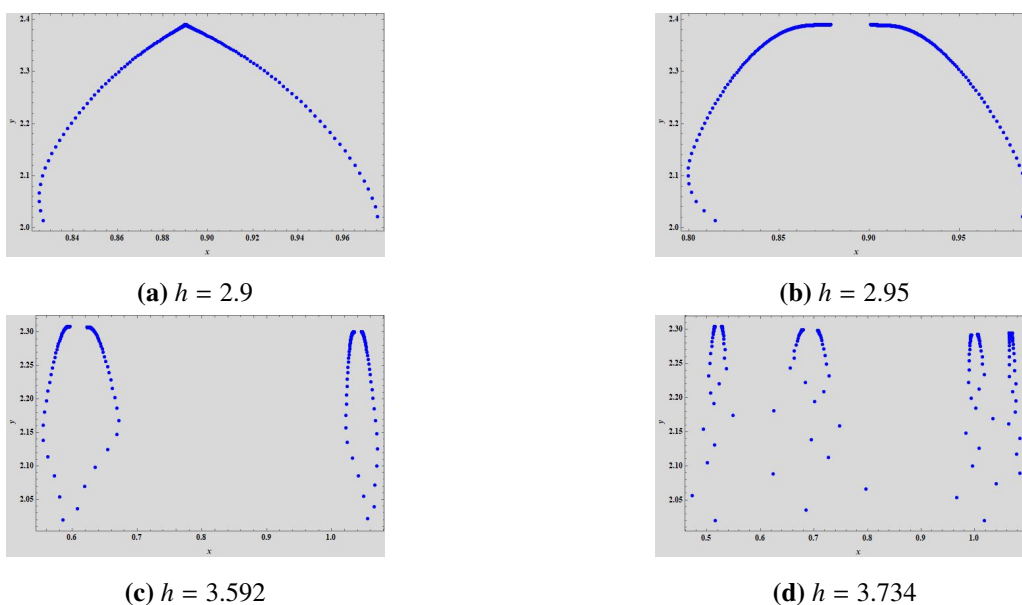 2.4
2.3
2.2
2.1
2.0
y
0.84 0.86 0.88 0.90 0.92 0.94 0.96
x
(a) h = 2.9
2.4
2.3
2.2
2.1
2.0
y
0.80 0.85 0.90 0.95
x
(b) h = 2.95
2.30
2.25
2.20
2.15
2.10
2.05
y
0.6 0.7 0.8 0.9 1.0
x
(c) h = 3.592
2.30
2.25
2.20
2.15
2.10
2.05
y
0.5 0.6 0.7 0.8 0.9 1.0
x
(d) h = 3.734